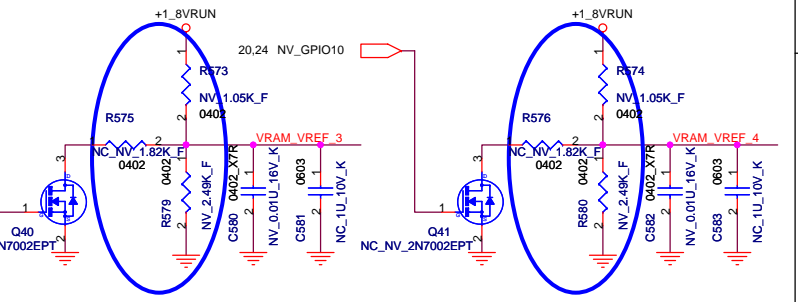 +1_8VRUN
+1_8VRUN
20,24 NV_GPIO10
1
R573
NV_1.05K_F
2
0402
1
R574
NV_1.05K_F
2
0402
R575
1
2
NC_NV_1.82K_F
0402
VRAM_VREF_3
R576
1
2
NC_NV_1.82K_F
0402
VRAM_VREF_4
3
1
2
Q40
N7002EPT
0402
1
2
R579
NV_2.49K_F
0402_X7R
1
2
C580
NV_0.01U_16V_K
0603
1
2
C581
NC_1U_10V_K
3
1
2
Q41
NC_NV_2N7002EPT
0402
1
2
R580
NV_2.49K_F
0402_X7R
1
2
C582
NV_0.01U_16V_K
0603
1
2
C583
NC_1U_10V_K